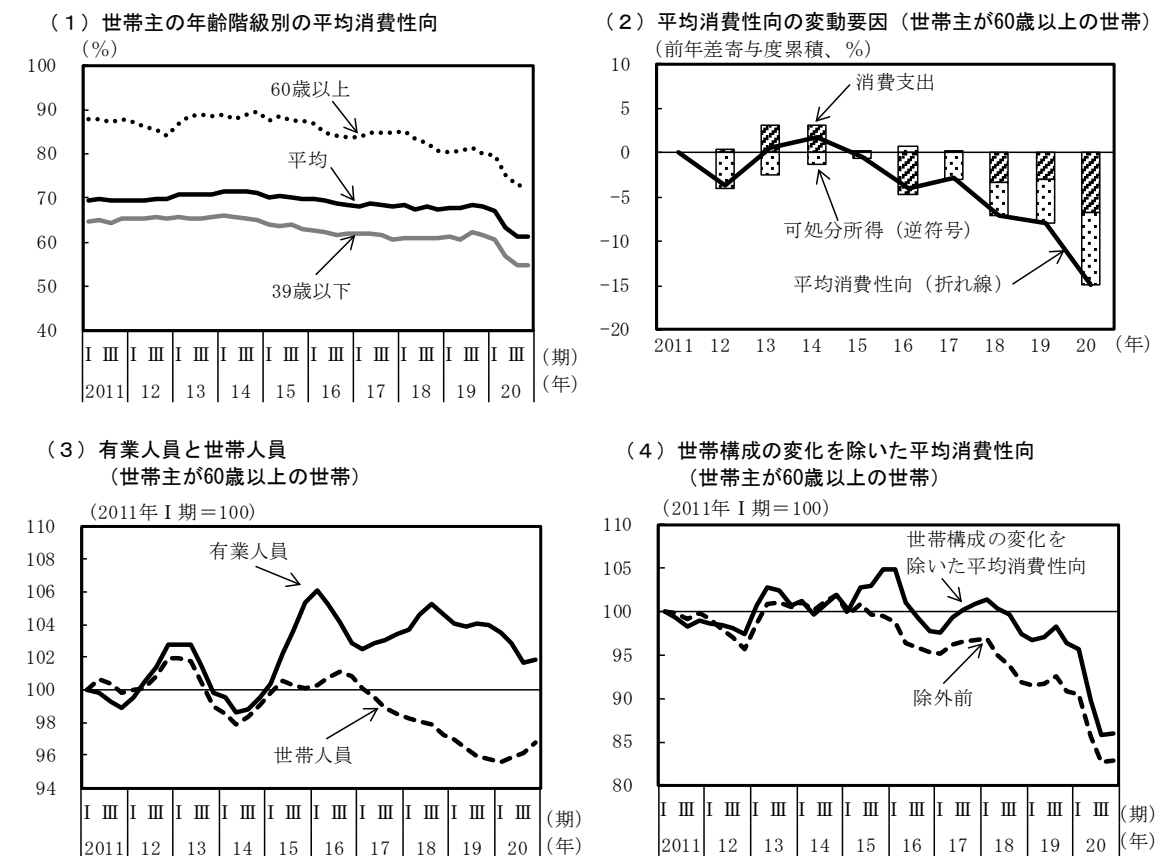 （１）世帯主の年齢階級別の平均消費性向
（％）
100
90
80
70
60
50
40
60歳以上
平均
39歳以下
Ⅰ Ⅲ Ⅰ Ⅲ Ⅰ Ⅲ Ⅰ Ⅲ Ⅰ Ⅲ Ⅰ Ⅲ Ⅰ Ⅲ Ⅰ Ⅲ Ⅰ Ⅲ Ⅰ Ⅲ （期）
2011 12 13 14 15 16 17 18 19 20 （年）
（２）平均消費性向の変動要因（世帯主が60歳以上の世帯）
（前年差寄与度累積、％）
10
5
0
−5
−10
−15
−20
消費支出
可処分所得（逆符号）
平均消費性向（折れ線）
2011 12 13 14 15 16 17 18 19 20 （年）
（３）有業人員と世帯人員
（世帯主が60歳以上の世帯）
（2011年Ⅰ期＝100）
110
108
106
104
102
100
98
96
94
有業人員
世帯人員
Ⅰ Ⅲ Ⅰ Ⅲ Ⅰ Ⅲ Ⅰ Ⅲ Ⅰ Ⅲ Ⅰ Ⅲ Ⅰ Ⅲ Ⅰ Ⅲ Ⅰ Ⅲ Ⅰ Ⅲ （期）
2011 12 13 14 15 16 17 18 19 20 （年）
（４）世帯構成の変化を除いた平均消費性向
（世帯主が60歳以上の世帯）
（2011年Ⅰ期＝100）
110
105
100
95
90
85
80
世帯構成の変化を
除いた平均消費性向
除外前
Ⅰ Ⅲ Ⅰ Ⅲ Ⅰ Ⅲ Ⅰ Ⅲ Ⅰ Ⅲ Ⅰ Ⅲ Ⅰ Ⅲ Ⅰ Ⅲ Ⅰ Ⅲ Ⅰ Ⅲ （期）
2011 12 13 14 15 16 17 18 19 20 （年）